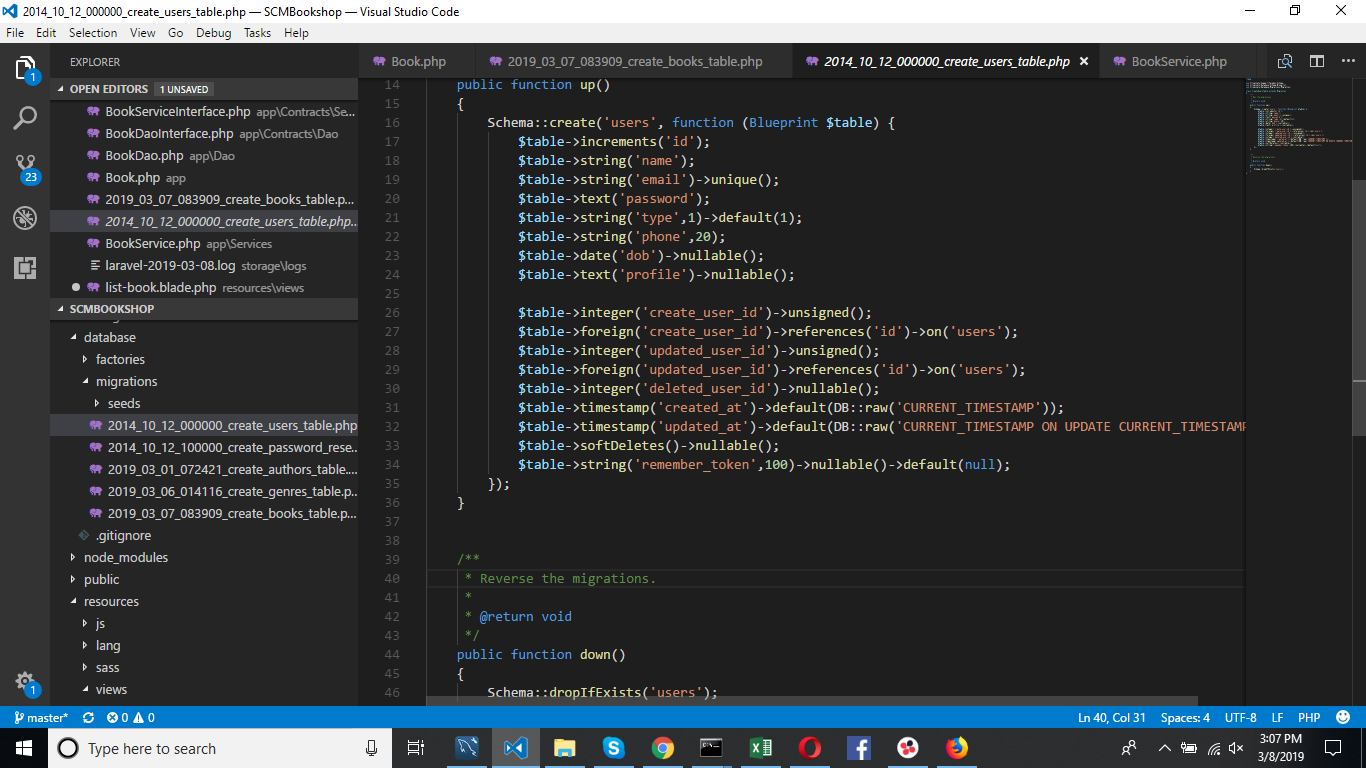 2014_10_12_000000_create_users_table.php — SCMBookshop — Visual Studio Code
File Edit Selection View Go Debug Tasks Help
EXPLORER
Book.php
2019_03_07_083909_create_books_table.php
2014_10_12_000000_create_users_table.php
BookService.php
OPEN EDITORS 1 UNSAVED
BookServiceInterface.php app\Contracts\Se...
BookDaoInterface.php app\Contracts\Dao
BookDao.php app\Dao
Book.php app
2019_03_07_083909_create_books_table.p...
2014_10_12_000000_create_users_table.php...
BookService.php app\Services
laravel-2019-03-08.log storage\logs
list-book.blade.php resources\views
SCMBOOKSHOP
database
factories
migrations
seeds
2014_10_12_000000_create_users_table.php
2014_10_12_100000_create_password_rese...
2019_03_01_072421_create_authors_table....
2019_03_06_014116_create_genres_table.p...
2019_03_07_083909_create_books_table.p...
.gitignore
node_modules
public
resources
js
lang
sass
views
1
23
1
14 public function up()
15 {
16 Schema::create('users', function (Blueprint $table) {
17 $table->increments('id');
18 $table->string('name');
19 $table->string('email')->unique();
20 $table->text('password');
21 $table->string('type',1)->default(1);
22 $table->string('phone',20);
23 $table->date('dob')->nullable();
24 $table->text('profile')->nullable();
25
26 $table->integer('create_user_id')->unsigned();
27 $table->foreign('create_user_id')->references('id')->on('users');
28 $table->integer('updated_user_id')->unsigned();
29 $table->foreign('updated_user_id')->references('id')->on('users');
30 $table->integer('deleted_user_id')->nullable();
31 $table->timestamp('created_at')->default(DB::raw('CURRENT_TIMESTAMP'));
32 $table->timestamp('updated_at')->default(DB::raw('CURRENT_TIMESTAMP ON UPDATE CURRENT_TIMESTAMP
33 $table->softDeletes()->nullable();
34 $table->string('remember_token',100)->nullable()->default(null);
35 });
36 }
37
38
39 /**
40 * Reverse the migrations.
41 *
42 * @return void
43 */
44 public function down()
45 {
46 Schema::dropIfExists('users');
master* 0 0
Ln 40, Col 31 Spaces: 4 UTF-8 LF PHP
Type here to search
3:07 PM
3/8/2019